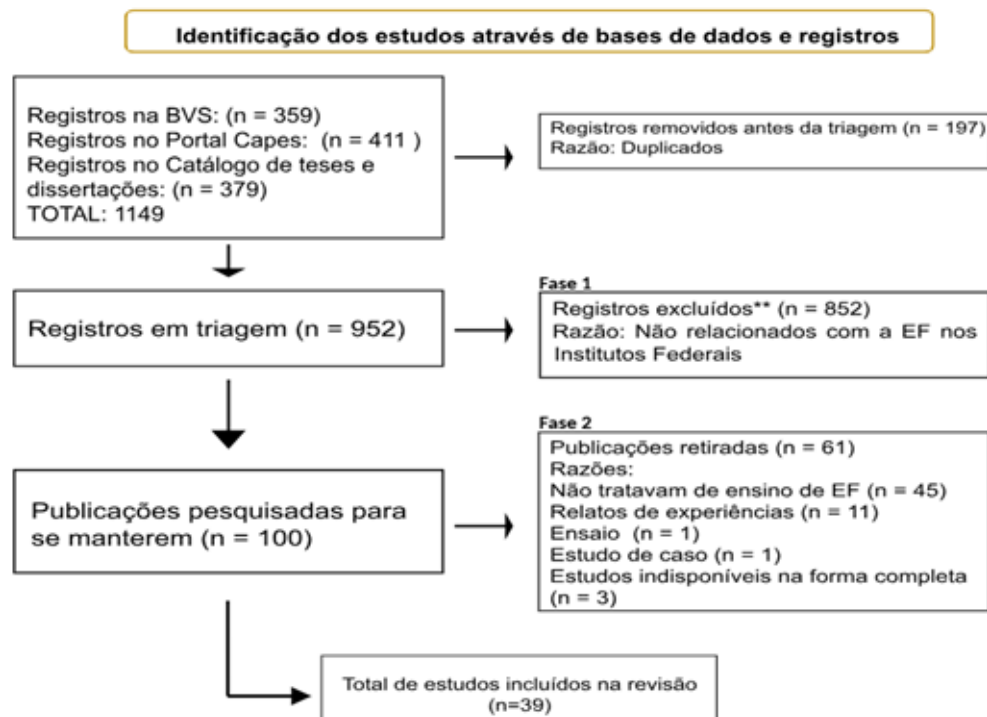 Identificação dos estudos através de bases de dados e registros
Registros na BVS: (n = 359)
Registros no Portal Capes: (n = 411 )
Registros no Catálogo de teses e
dissertações: (n = 379)
TOTAL: 1149
Registros removidos antes da triagem (n = 197)
Razão: Duplicados
Registros em triagem (n = 952)
Fase 1
Registros excluídos** (n = 852)
Razão: Não relacionados com a EF nos
Institutos Federais
Publicações pesquisadas para
se manterem (n = 100)
Fase 2
Publicações retiradas (n = 61)
Razões:
Não tratavam de ensino de EF (n = 45)
Relatos de experiências (n = 11)
Ensaio (n = 1)
Estudo de caso (n = 1)
Estudos indisponíveis na forma completa
(n = 3)
Total de estudos incluídos na revisão
(n=39)